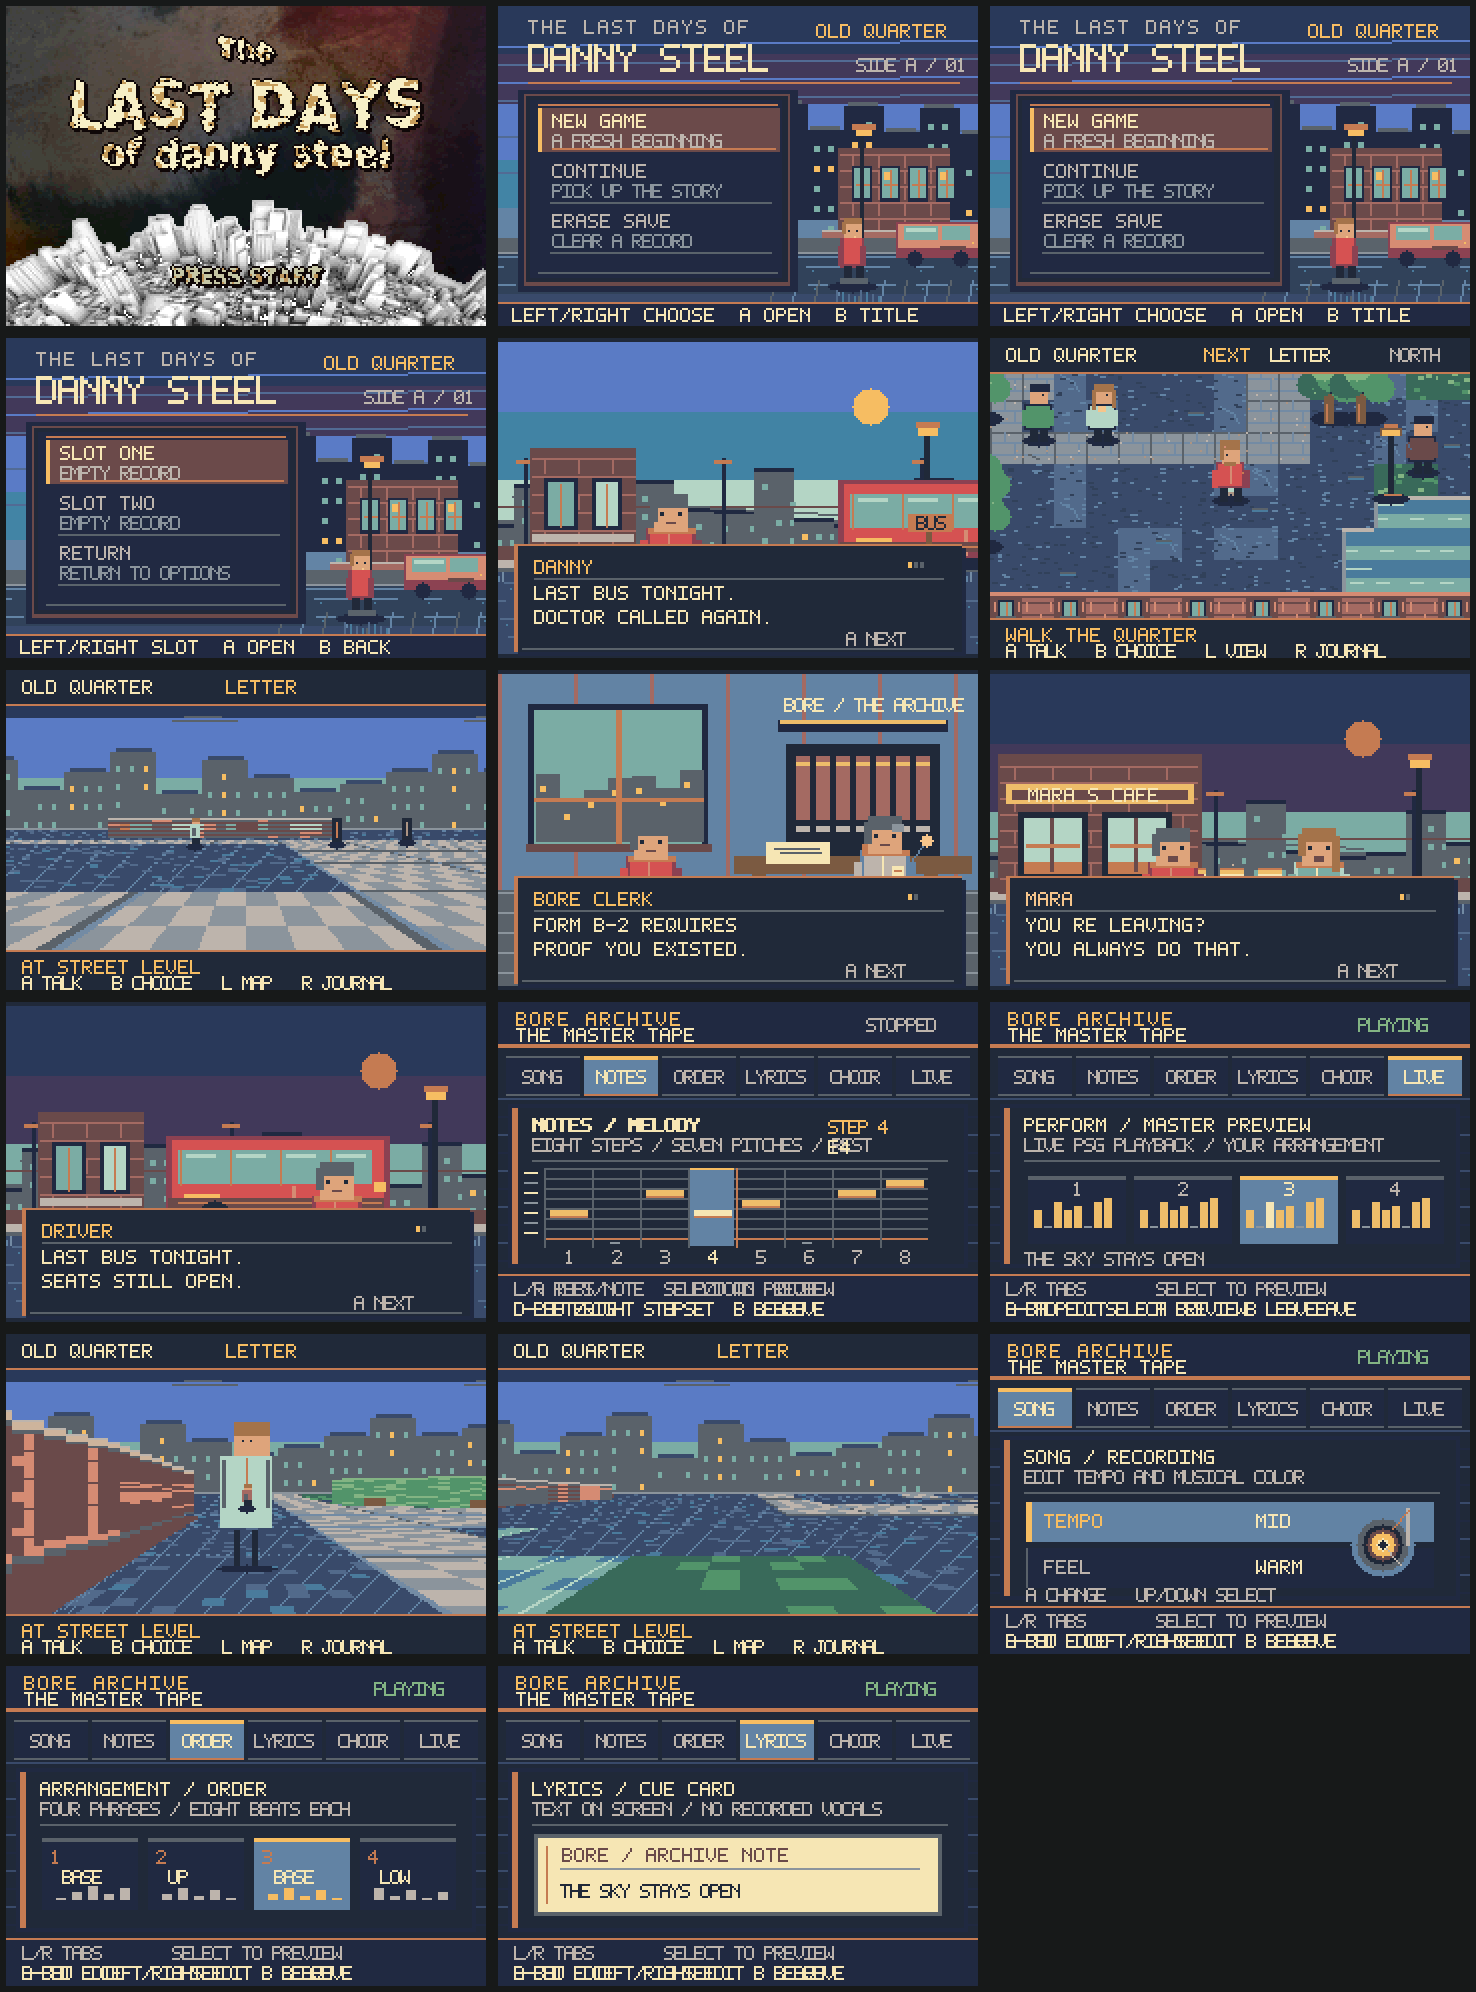 The
LAST DAYS
of danny steel
PRESS START
THE LAST DAYS OF
DANNY STEEL
OLD QUARTER
SIDE A / 01
NEW GAME
A FRESH BEGINNING
CONTINUE
PICK UP THE STORY
ERASE SAVE
CLEAR A RECORD
LEFT/RIGHT CHOOSE A OPEN B TITLE
THE LAST DAYS OF
DANNY STEEL
OLD QUARTER
SIDE A / 01
NEW GAME
A FRESH BEGINNING
CONTINUE
PICK UP THE STORY
ERASE SAVE
CLEAR A RECORD
LEFT/RIGHT CHOOSE A OPEN B TITLE
THE LAST DAYS OF
DANNY STEEL
OLD QUARTER
SIDE A / 01
SLOT ONE
EMPTY RECORD
SLOT TWO
EMPTY RECORD
RETURN
RETURN TO OPTIONS
LEFT/RIGHT SLOT A OPEN B BACK
BUS
DANNY
LAST BUS TONIGHT.
DOCTOR CALLED AGAIN.
A NEXT
OLD QUARTER NEXT LETTER NORTH
WALK THE QUARTER
A TALK B CHOICE L VIEW R JOURNAL
OLD QUARTER LETTER
AT STREET LEVEL
A TALK B CHOICE L MAP R JOURNAL
BORE / THE ARCHIVE
BORE CLERK
FORM B-2 REQUIRES
PROOF YOU EXISTED.
A NEXT
MARA S CAFE
MARA
YOU RE LEAVING?
YOU ALWAYS DO THAT.
A NEXT
DRIVER
LAST BUS TONIGHT.
SEATS STILL OPEN.
A NEXT
BORE ARCHIVE
THE MASTER TAPE
STOPPED
SONG NOTES ORDER LYRICS CHOIR LIVE
NOTES / MELODY
STEP 4
EIGHT STEPS / SEVEN PITCHES /
1 2 3 4 5 6 7 8
BORE ARCHIVE
THE MASTER TAPE
PLAYING
SONG NOTES ORDER LYRICS CHOIR LIVE
PERFORM / MASTER PREVIEW
LIVE PSG PLAYBACK / YOUR ARRANGEMENT
1 2 3 4
THE SKY STAYS OPEN
L/R TABS SELECT TO PREVIEW
OLD QUARTER LETTER
AT STREET LEVEL
A TALK B CHOICE L MAP R JOURNAL
OLD QUARTER LETTER
AT STREET LEVEL
A TALK B CHOICE L MAP R JOURNAL
BORE ARCHIVE
THE MASTER TAPE
PLAYING
SONG NOTES ORDER LYRICS CHOIR LIVE
SONG / RECORDING
EDIT TEMPO AND MUSICAL COLOR
TEMPO MID
FEEL WARM
A CHANGE UP/DOWN SELECT
L/R TABS SELECT TO PREVIEW
BORE ARCHIVE
THE MASTER TAPE
PLAYING
SONG NOTES ORDER LYRICS CHOIR LIVE
ARRANGEMENT / ORDER
FOUR PHRASES / EIGHT BEATS EACH
1 2 3 4
BASE UP BASE LOW
L/R TABS SELECT TO PREVIEW
BORE ARCHIVE
THE MASTER TAPE
PLAYING
SONG NOTES ORDER LYRICS CHOIR LIVE
LYRICS / CUE CARD
TEXT ON SCREEN / NO RECORDED VOCALS
BORE / ARCHIVE NOTE
THE SKY STAYS OPEN
L/R TABS SELECT TO PREVIEW